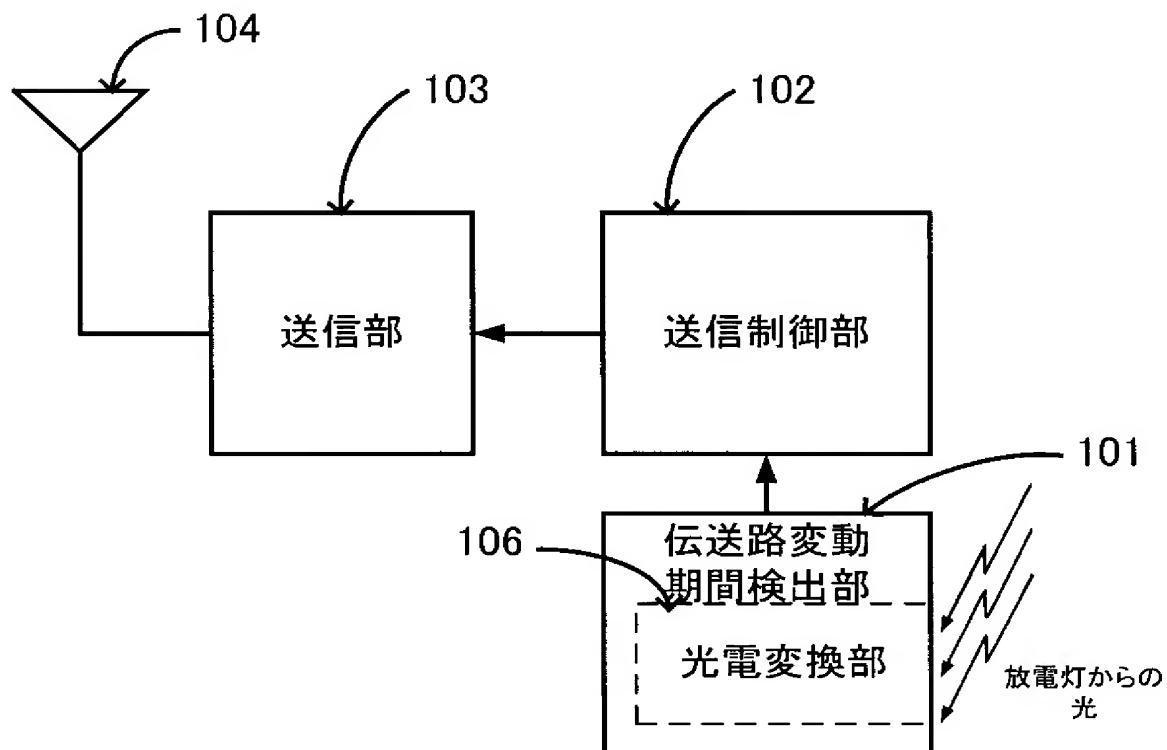 104
103
102
送信部
送信制御部
101
106
伝送路変動
期間検出部
光電変換部
放電灯からの
光